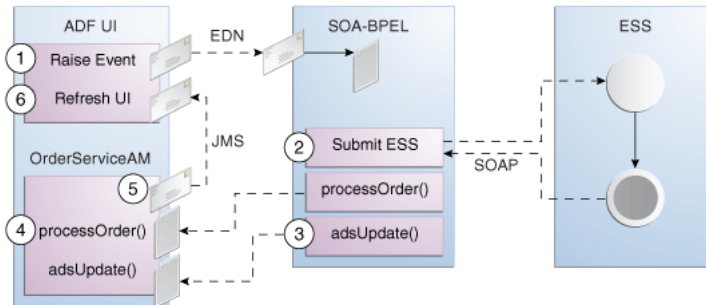 ADF UI
SOA-BPEL
ESS
EDN
1
Raise Event
6
Refresh UI
JMS
2
Submit ESS
SOAP
OrderServiceAM
5
processOrder()
4
processOrder()
3
adsUpdate()
adsUpdate()